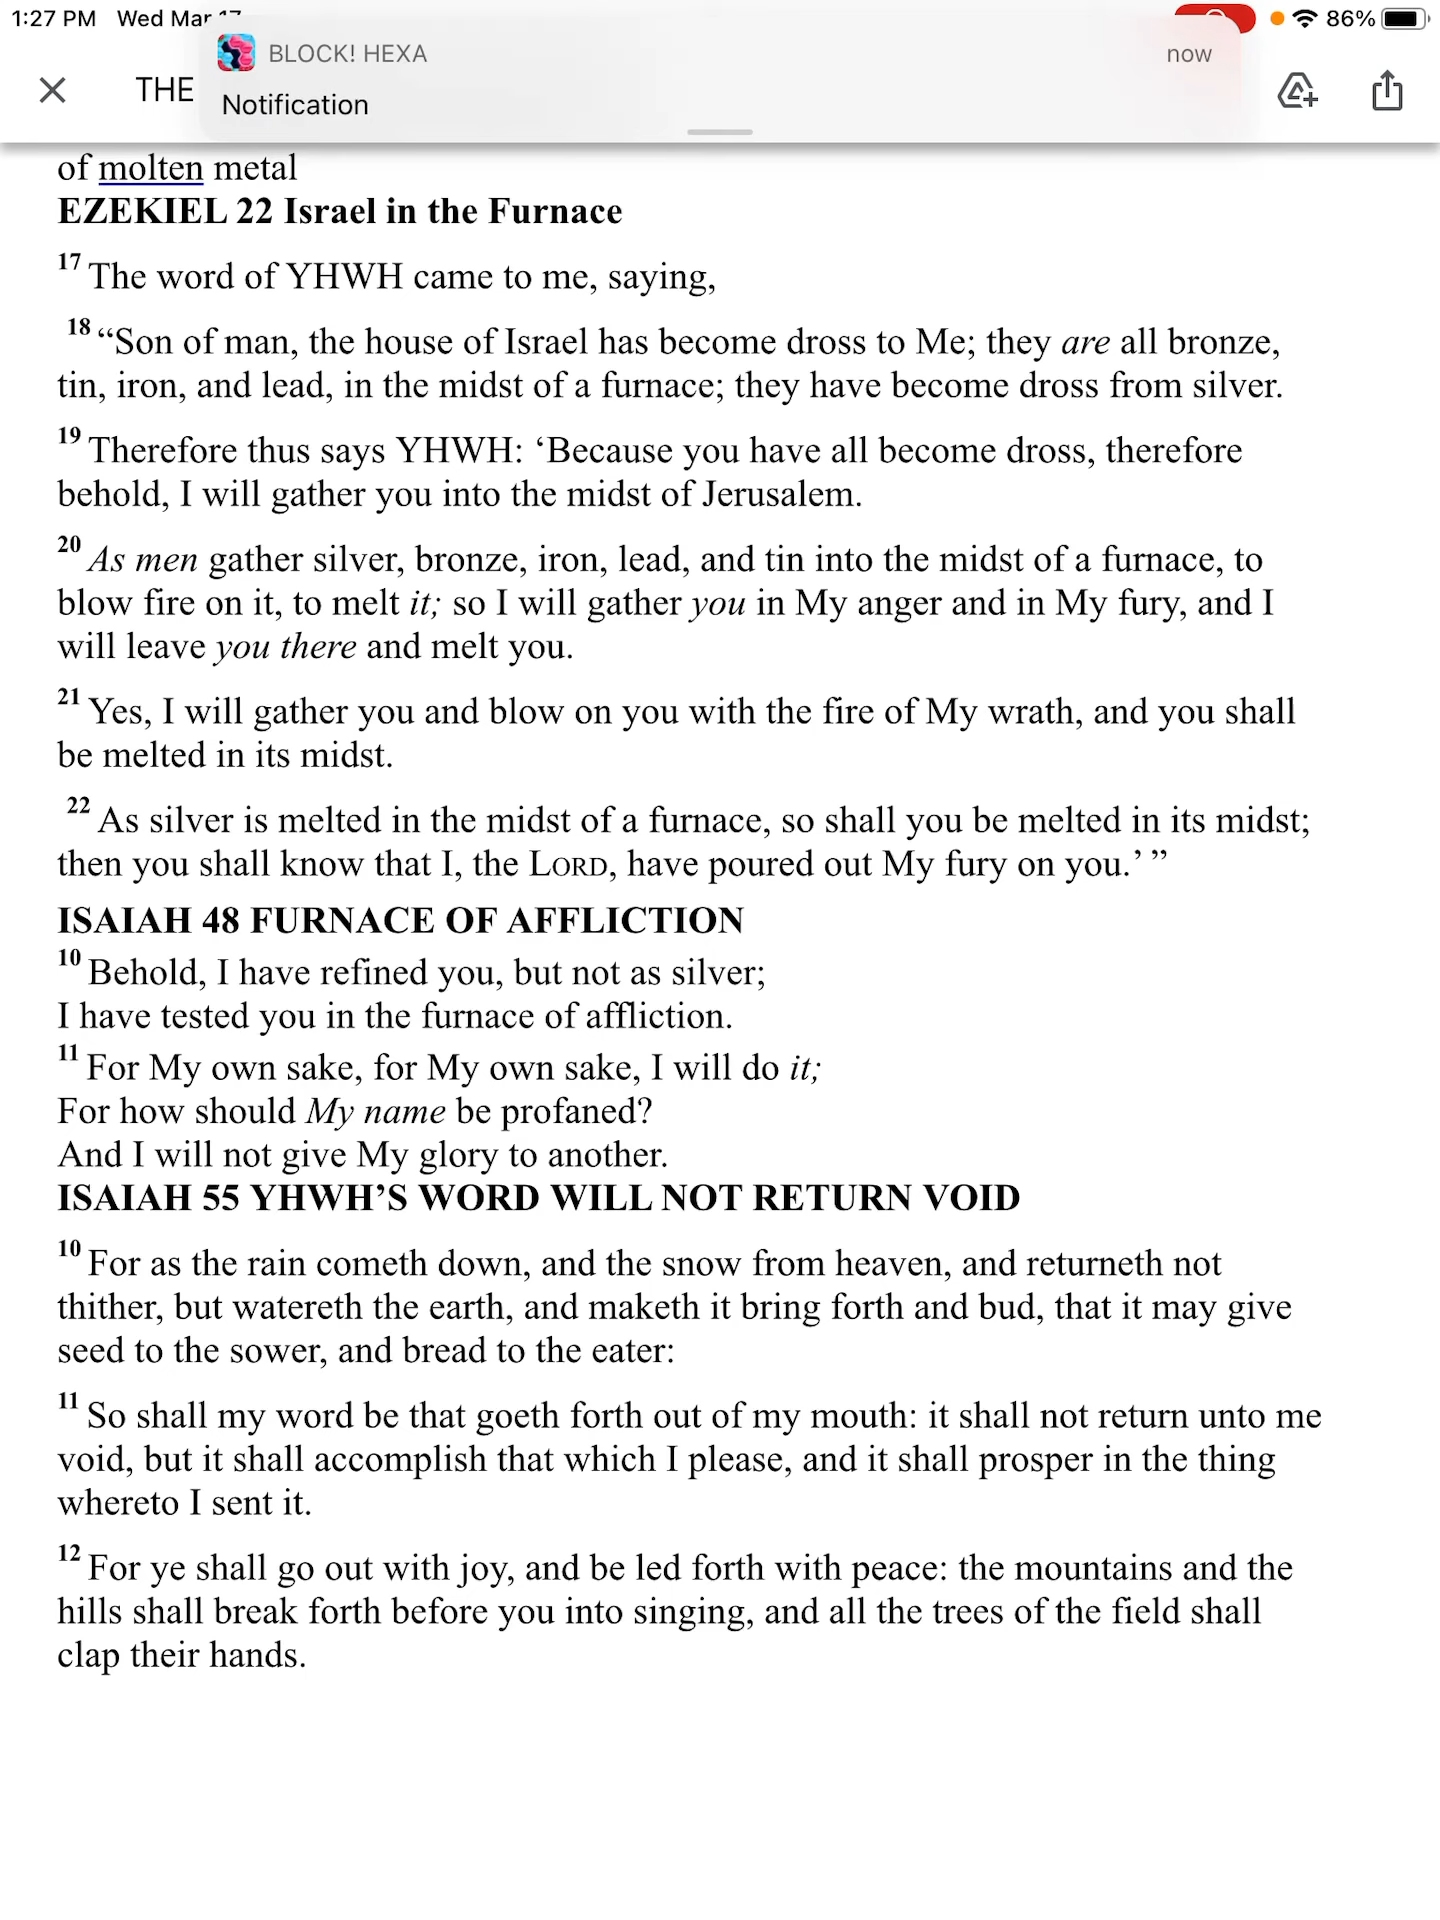 1:27 PM Wed Mar 17
86%
BLOCK! HEXA
now
THE
Notification
of molten metal
EZEKIEL 22 Israel in the Furnace
17 The word of YHWH came to me, saying,
18 “Son of man, the house of Israel has become dross to Me; they are all bronze,
tin, iron, and lead, in the midst of a furnace; they have become dross from silver.
19 Therefore thus says YHWH: ‘Because you have all become dross, therefore
behold, I will gather you into the midst of Jerusalem.
20 As men gather silver, bronze, iron, lead, and tin into the midst of a furnace, to
blow fire on it, to melt it; so I will gather you in My anger and in My fury, and I
will leave you there and melt you.
21 Yes, I will gather you and blow on you with the fire of My wrath, and you shall
be melted in its midst.
22 As silver is melted in the midst of a furnace, so shall you be melted in its midst;
then you shall know that I, the LORD, have poured out My fury on you.’ ”
ISAIAH 48 FURNACE OF AFFLICTION
10 Behold, I have refined you, but not as silver;
I have tested you in the furnace of affliction.
11 For My own sake, for My own sake, I will do it;
For how should My name be profaned?
And I will not give My glory to another.
ISAIAH 55 YHWH’S WORD WILL NOT RETURN VOID
10 For as the rain cometh down, and the snow from heaven, and returneth not
thither, but watereth the earth, and maketh it bring forth and bud, that it may give
seed to the sower, and bread to the eater:
11 So shall my word be that goeth forth out of my mouth: it shall not return unto me
void, but it shall accomplish that which I please, and it shall prosper in the thing
whereto I sent it.
12 For ye shall go out with joy, and be led forth with peace: the mountains and the
hills shall break forth before you into singing, and all the trees of the field shall
clap their hands.